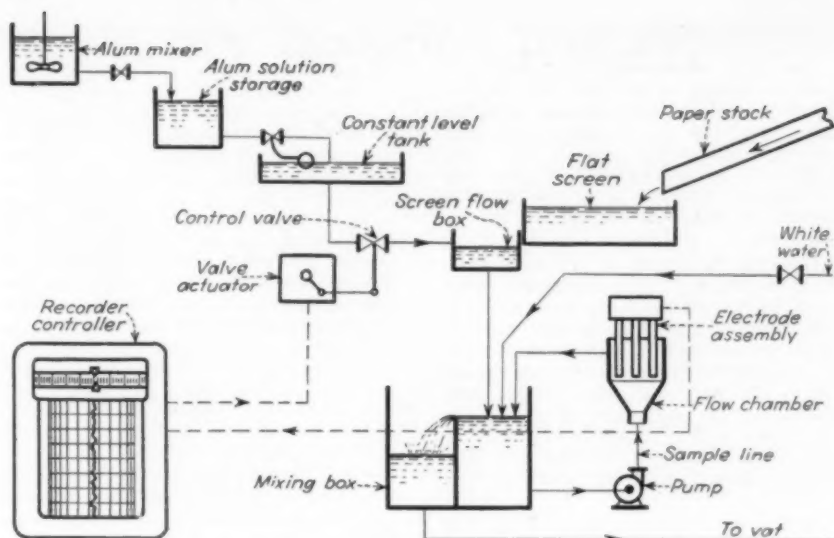 Alum mixer
Alum solution
storage
Constant level
tank
Paper stock
Flat
screen
Screen flow
box
Control valve
White
water
Valve
actuator
Recorder
controller
Electrode
assembly
Flow chamber
Sample line
Mixing box
Pump
To vat